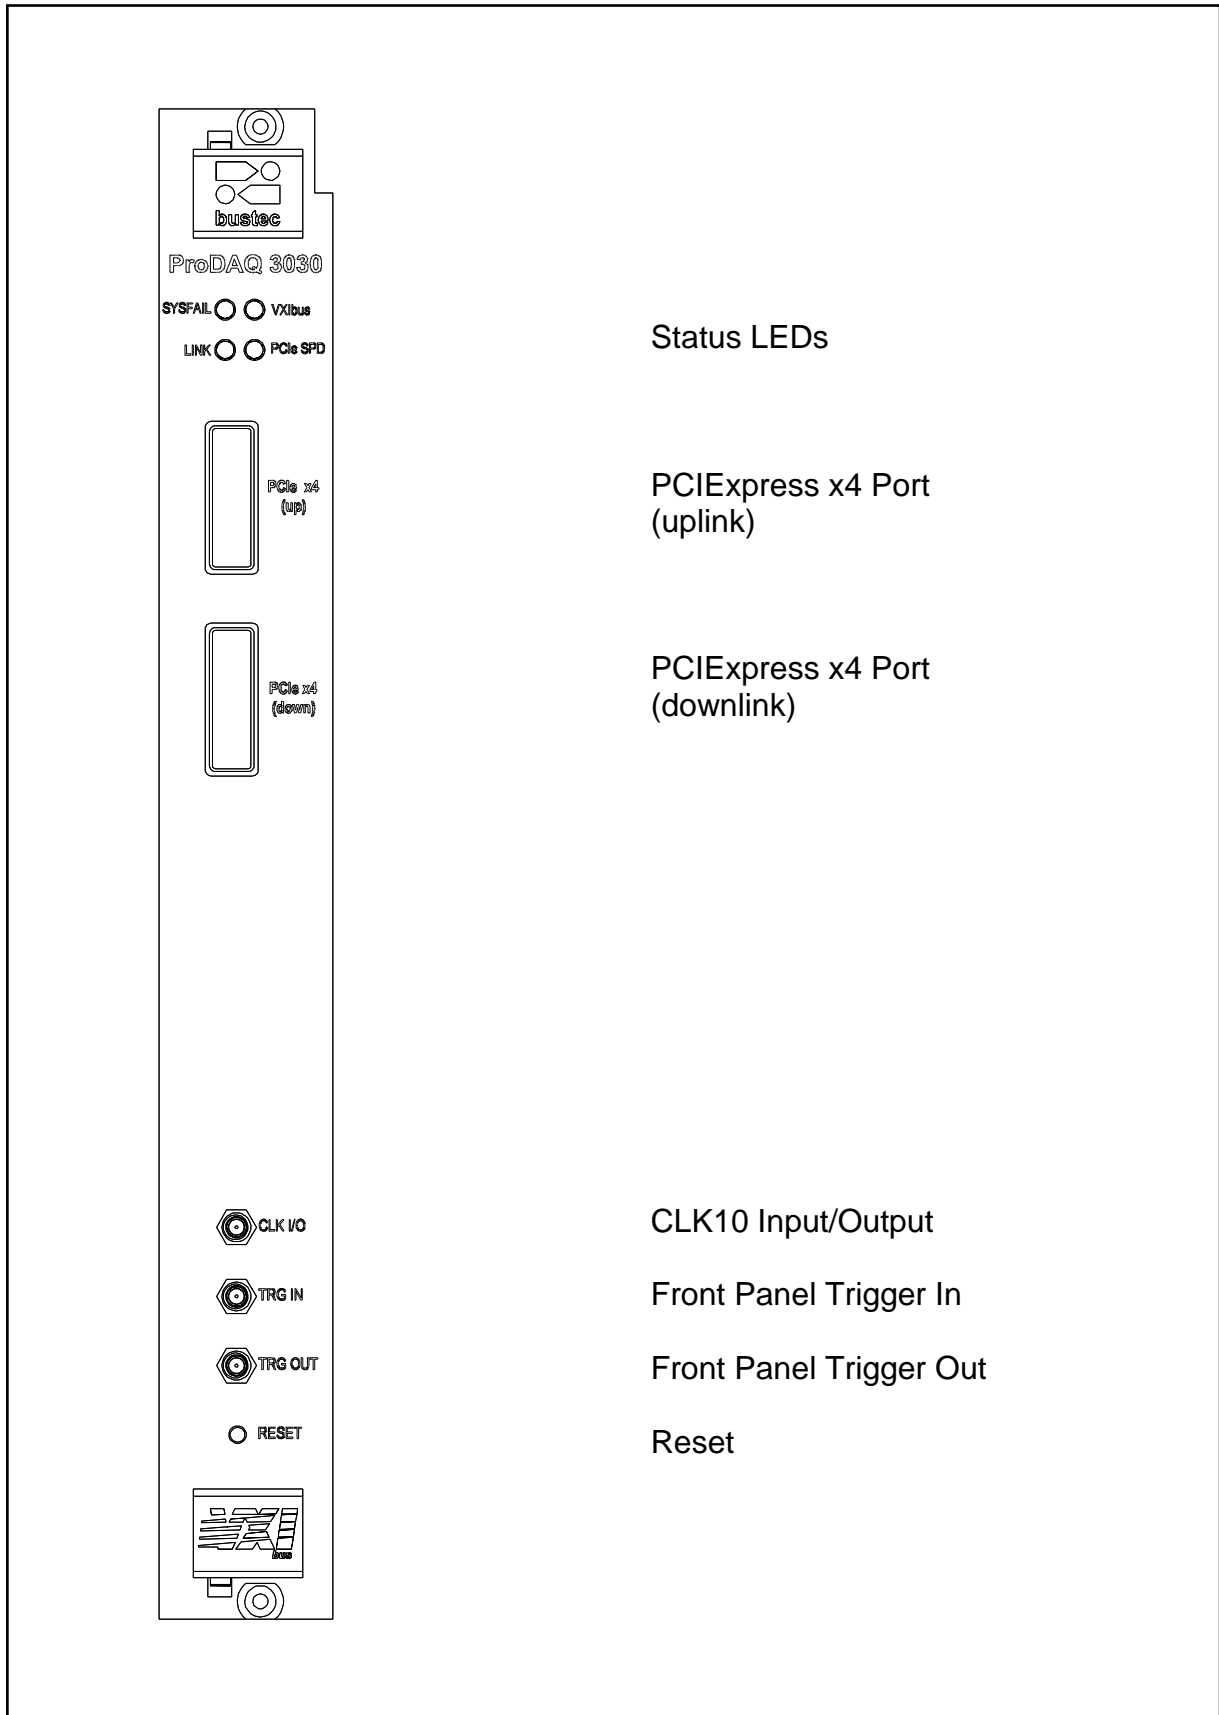 bustec
ProDAQ 3030
SYSFAIL VXIbus
LINK PCIe SPD
Status LEDs
PCIe x4
(up)
PCIExpress x4 Port
(uplink)
PCIe x4
(down)
PCIExpress x4 Port
(downlink)
CLK I/O
CLK10 Input/Output
TRG IN
Front Panel Trigger In
TRG OUT
Front Panel Trigger Out
RESET
Reset
VXI
bus